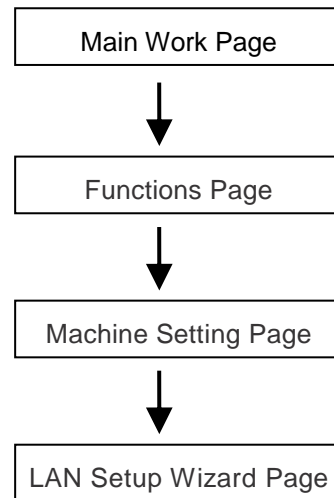 Main Work Page
Functions Page
Machine Setting Page
LAN Setup Wizard Page